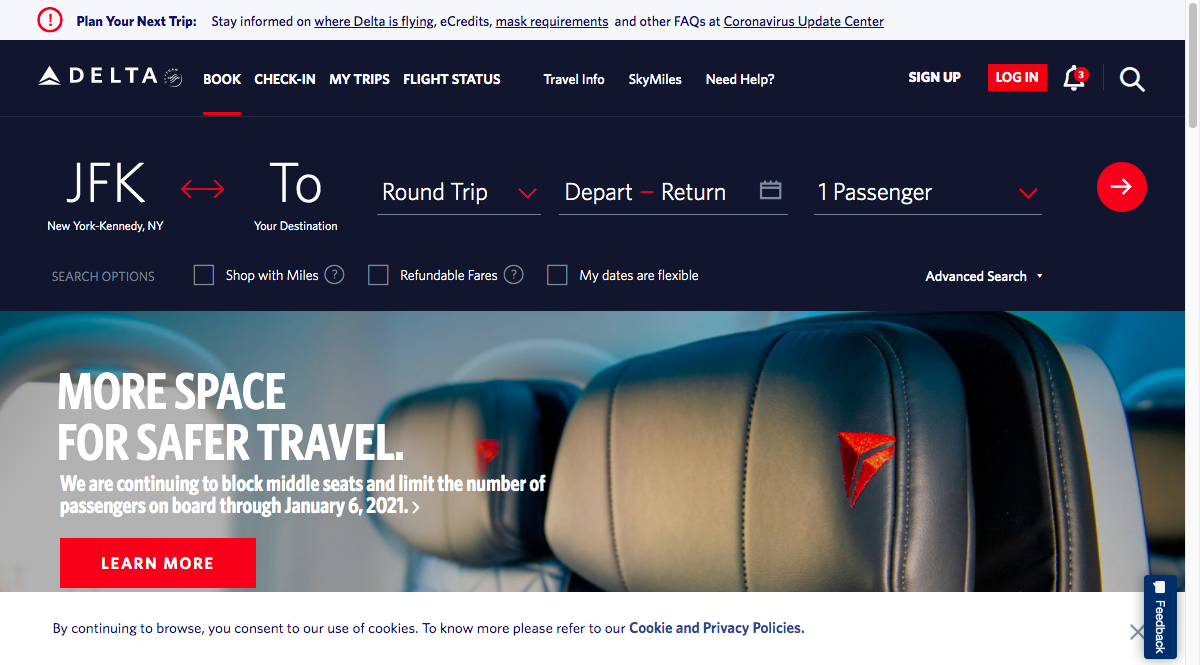 Plan Your Next Trip: Stay informed on where Delta is flying, eCredits, mask requirements and other FAQs at Coronavirus Update Center
DELTA BOOK CHECK-IN MY TRIPS FLIGHT STATUS Travel Info SkyMiles Need Help? SIGN UP LOG IN 3
JFK To Round Trip Depart – Return 1 Passenger
New York-Kennedy, NY Your Destination
SEARCH OPTIONS Shop with Miles ? Refundable Fares ? My dates are flexible Advanced Search
MORE SPACE
FOR SAFER TRAVEL.
We are continuing to block middle seats and limit the number of
passengers on board through January 6, 2021.
LEARN MORE
By continuing to browse, you consent to our use of cookies. To know more please refer to our Cookie and Privacy Policies.
Feedback